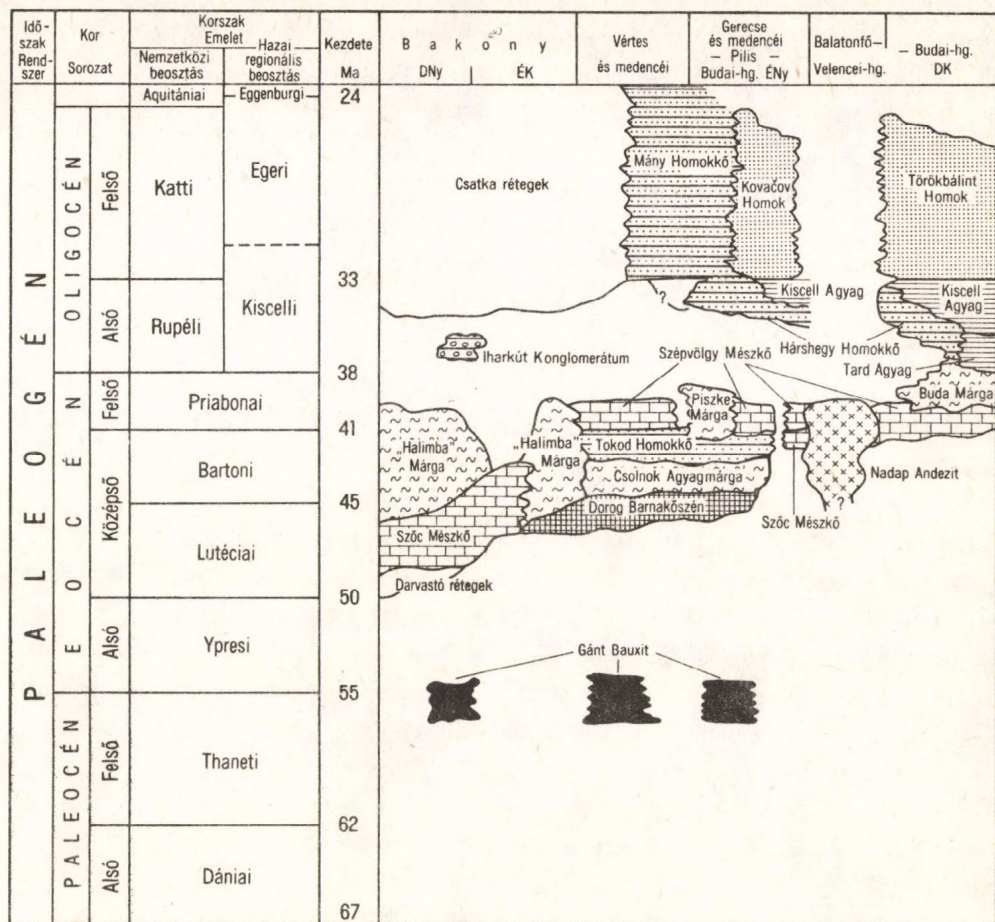 Idő-
szak
Rend-
szer
Kor
Sorozat
Korszak
Emelet
Nemzetközi
beosztás
Hazai
regionális
beosztás
Kezdete
Ma
Bakony
DNy
ÉK
Vértes
és medencéi
Gerecse
és medencéi
— Pilis —
Budai-hg. ÉNy
Balatonfő–
Velencei-hg.
— Budai-hg.
DK
PALEOGÉN
OLIGOCÉN
EOCÉN
PALEOCÉN
Felső
Alsó
Felső
Középső
Alsó
Felső
Alsó
Aquitániai
Eggenburgi
24
Katti
Egeri
33
Rupéli
Kiscelli
38
Priabonai
41
Bartoni
45
Lutéciai
50
Ypresi
55
Thaneti
62
Dániai
67
Csatka rétegek
Mány Homokkő
Kovačov
Homok
Törökbálint
Homok
?
Kiscell Agyag
Kiscell
Agyag
Iharkút Konglomerátum
Hárshegy Homokkő
Szépvölgy Mészkő
Tard Agyag
Buda Márga
Piszke
Márga
„Halimba”
Márga
„Halimba”
Márga
Tokod Homokkő
Csolnok Agyagmárga
Nadap Andezit
Dorog Barnakőszén
?
Szőc Mészkő
Szőc Mészkő
Darvastó rétegek
Gánt Bauxit